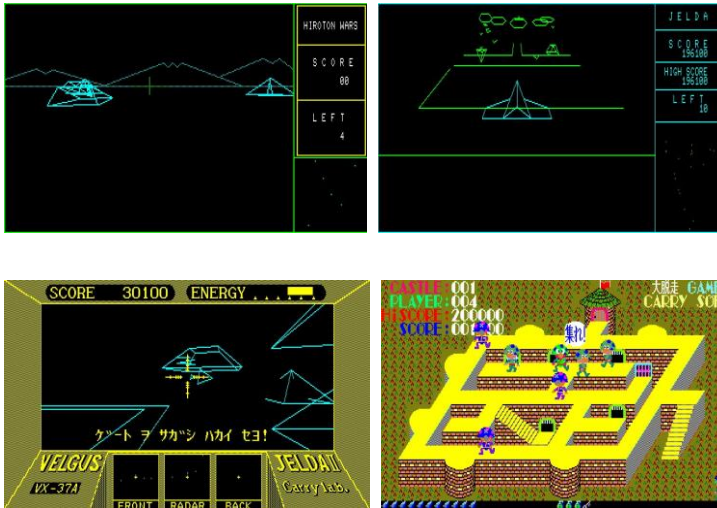 HIROTON WARS
SCORE
00
LEFT
4
JELDA
SCORE
196100
HIGH SCORE
196100
LEFT
10
SCORE 30100 ENERGY
ゲート ヲ サガシ ハカイ セヨ!
VELGUS
JELDAII
VX-37A
Carry lab.
FRONT RADAR BACK
CASTLE:001 大脱走 GAME
PLAYER:004 CARRY SOF
HiSCORE:200000
SCORE:
集れ!